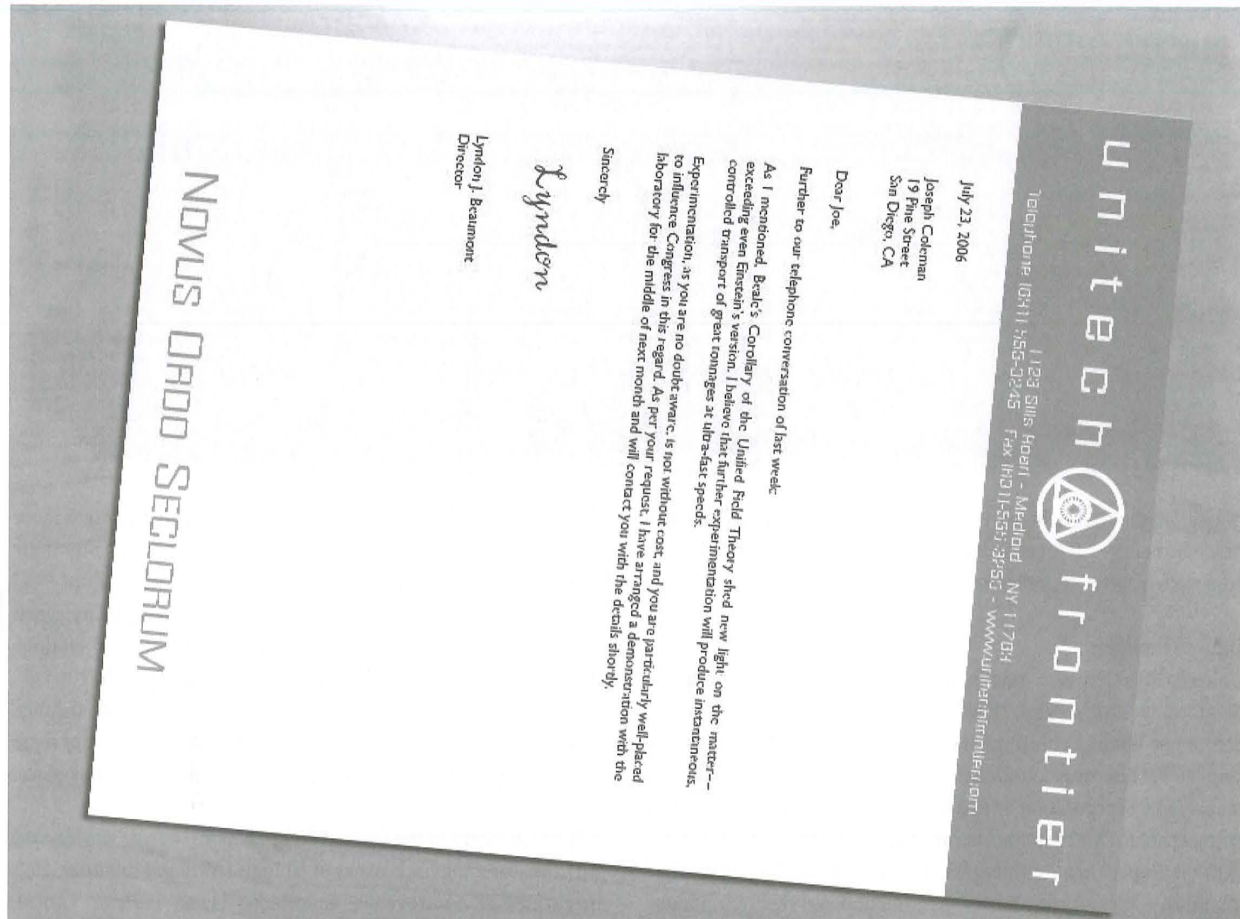 unitech frontier
1123 Sills Road - Medford NY 11704
Telephone (631)-555-0245 Fax (631)-555-3250 - www.unitechfrontier.com
July 23, 2006
Joseph Coleman
19 Pine Street
San Diego, CA
Dear Joe,
Further to our telephone conversation of last week:
As I mentioned, Beale's Corollary of the Unified Field Theory shed new light on the matter--
exceeding even Einstein's version. I believe that further experimentation will produce instantaneous,
controlled transport of great tonnages at ultra-fast speeds.
Experimentation, as you are no doubt aware, is not without cost, and you are particularly well-placed
to influence Congress in this regard. As per your request, I have arranged a demonstration with the
laboratory for the middle of next month and will contact you with the details shortly.
Sincerely
Lyndon
Lyndon J. Beaumont
Director
NOVUS ORDO SECLORUM